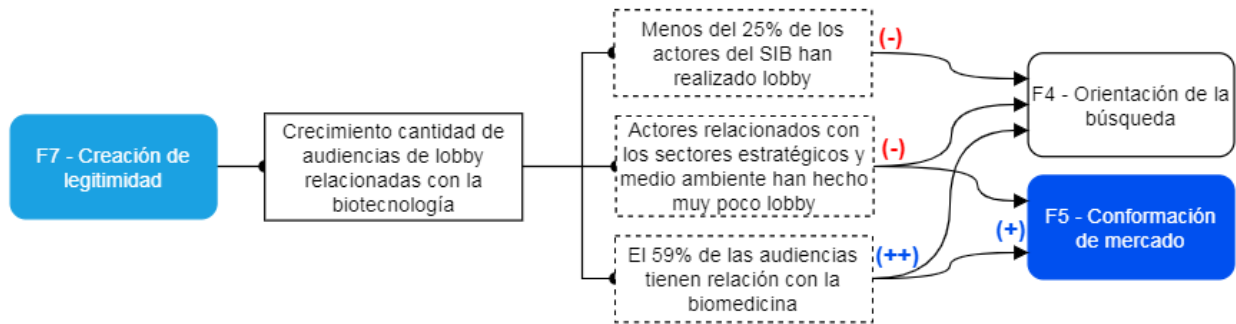 F7 - Creación de
legitimidad
Crecimiento cantidad de
audiencias de lobby
relacionadas con la
biotecnología
Menos del 25% de los
actores del SIB han
realizado lobby
(-)
Actores relacionados con
los sectores estratégicos y
medio ambiente han hecho
muy poco lobby
(-)
El 59% de las audiencias
tienen relación con la
biomedicina
(++)
(+)
F4 - Orientación de la
búsqueda
F5 - Conformación
de mercado